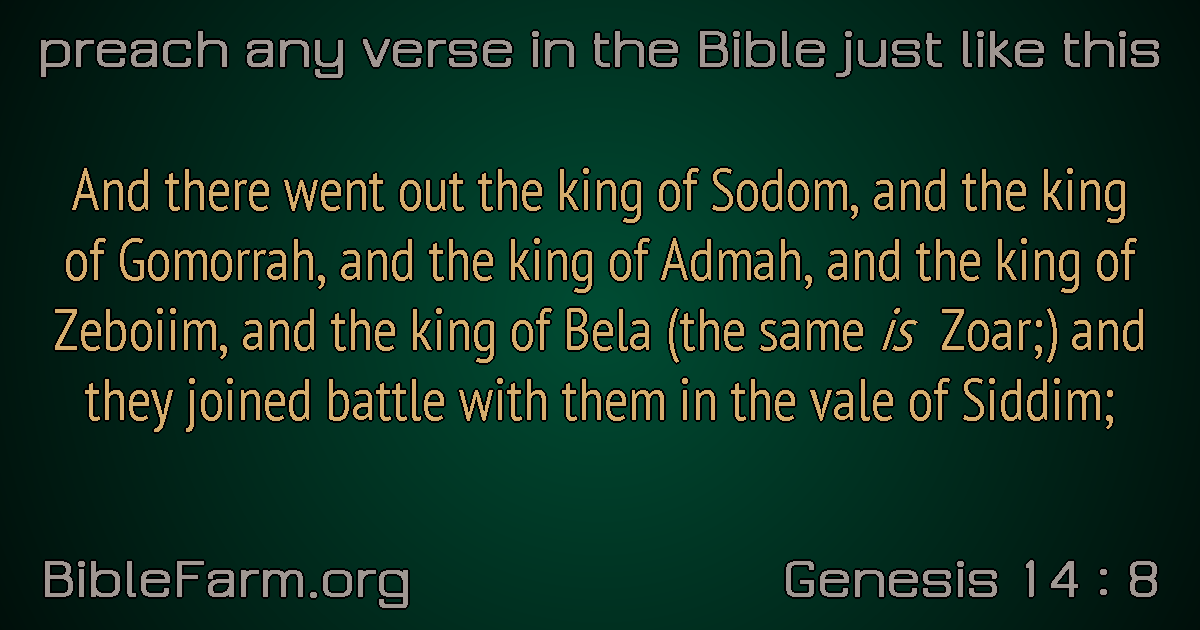 preach any verse in the Bible just like this
And there went out the king of Sodom, and the king
of Gomorrah, and the king of Admah, and the king of
Zeboiim, and the king of Bela (the same is Zoar;) and
they joined battle with them in the vale of Siddim;
BibleFarm.org
Genesis 14 : 8